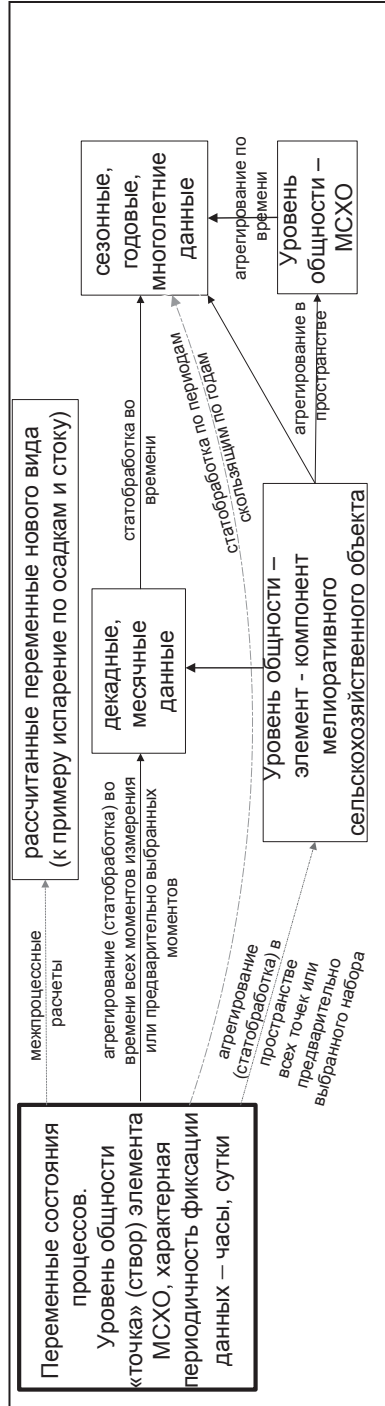 Переменные состояния
процессов.
Уровень общности
«точка» (створ) элемента
МСХО, характерная
периодичность фиксации
данных – часы, сутки
межпроцессные
расчеты
рассчитанные переменные нового вида
(к примеру испарение по осадкам и стоку)
агрегирование (статобработка) во
времени всех моментов измерения
или предварительно выбранных
моментов
декадные,
месячные
данные
статобработка во
времени
сезонные,
годовые,
многолетние
данные
статобработка по периодам
скользящим по годам
агрегирование
(статобработка) в
пространстве
всех точек или
предварительно
выбранного набора
Уровень общности –
элемент - компонент
мелиоративного
сельскохозяйственного объекта
агрегирование в
пространстве
Уровень
общности –
МСХО
агрегирование по
времени